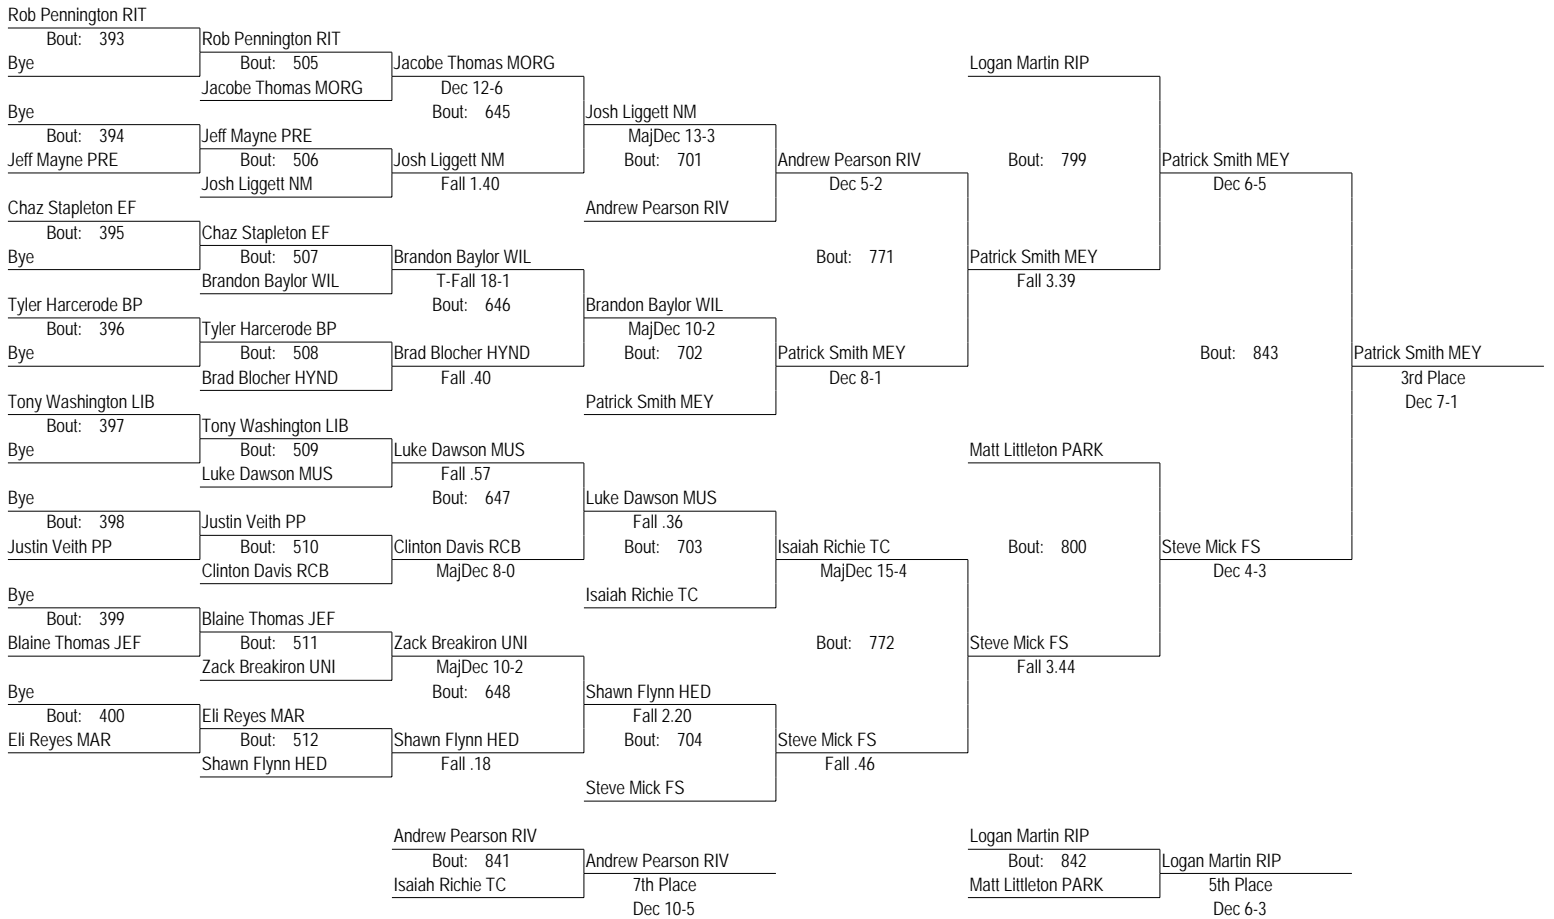 Rob Pennington RIT
Bout: 393
Bye
Bye
Bout: 394
Jeff Mayne PRE
Chaz Stapleton EF
Bout: 395
Bye
Tyler Harcerode BP
Bout: 396
Bye
Tony Washington LIB
Bout: 397
Bye
Bye
Bout: 398
Justin Veith PP
Bye
Bout: 399
Blaine Thomas JEF
Bye
Bout: 400
Eli Reyes MAR
Rob Pennington RIT
Bout: 505
Jacobe Thomas MORG
Jeff Mayne PRE
Bout: 506
Josh Liggett NM
Chaz Stapleton EF
Bout: 507
Brandon Baylor WIL
Tyler Harcerode BP
Bout: 508
Brad Blocher HYND
Tony Washington LIB
Bout: 509
Luke Dawson MUS
Justin Veith PP
Bout: 510
Clinton Davis RCB
Blaine Thomas JEF
Bout: 511
Zack Breakiron UNI
Eli Reyes MAR
Bout: 512
Shawn Flynn HED
Jacobe Thomas MORG
Dec 12-6
Bout: 645
Josh Liggett NM
Fall 1.40
Brandon Baylor WIL
T-Fall 18-1
Bout: 646
Brad Blocher HYND
Fall .40
Luke Dawson MUS
Fall .57
Bout: 647
Clinton Davis RCB
MajDec 8-0
Zack Breakiron UNI
MajDec 10-2
Bout: 648
Shawn Flynn HED
Fall .18
Josh Liggett NM
MajDec 13-3
Bout: 701
Andrew Pearson RIV
Brandon Baylor WIL
MajDec 10-2
Bout: 702
Patrick Smith MEY
Luke Dawson MUS
Fall .36
Bout: 703
Isaiah Richie TC
Shawn Flynn HED
Fall 2.20
Bout: 704
Steve Mick FS
Andrew Pearson RIV
Dec 5-2
Bout: 771
Patrick Smith MEY
Dec 8-1
Isaiah Richie TC
MajDec 15-4
Bout: 772
Steve Mick FS
Fall .46
Logan Martin RIP
Bout: 799
Patrick Smith MEY
Fall 3.39
Matt Littleton PARK
Bout: 800
Steve Mick FS
Fall 3.44
Patrick Smith MEY
Dec 6-5
Bout: 843
Steve Mick FS
Dec 4-3
Patrick Smith MEY
3rd Place
Dec 7-1
Andrew Pearson RIV
Bout: 841
Isaiah Richie TC
Andrew Pearson RIV
7th Place
Dec 10-5
Logan Martin RIP
Bout: 842
Matt Littleton PARK
Logan Martin RIP
5th Place
Dec 6-3